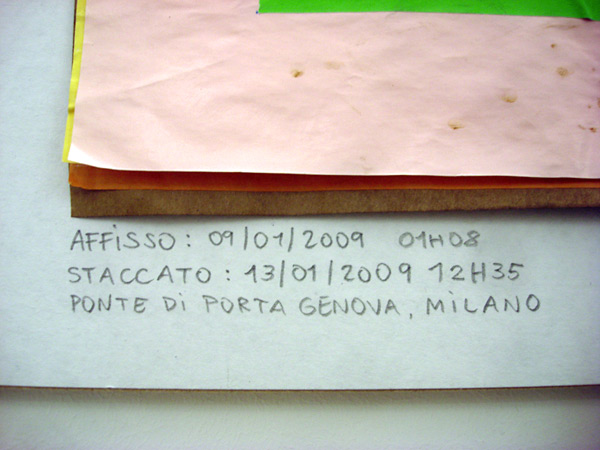 AFFiSSO: 09/01/2009 01H08
STACCATO: 13/01/2009 12H35
PONTE Di PORTA GENOVA, MiLANO